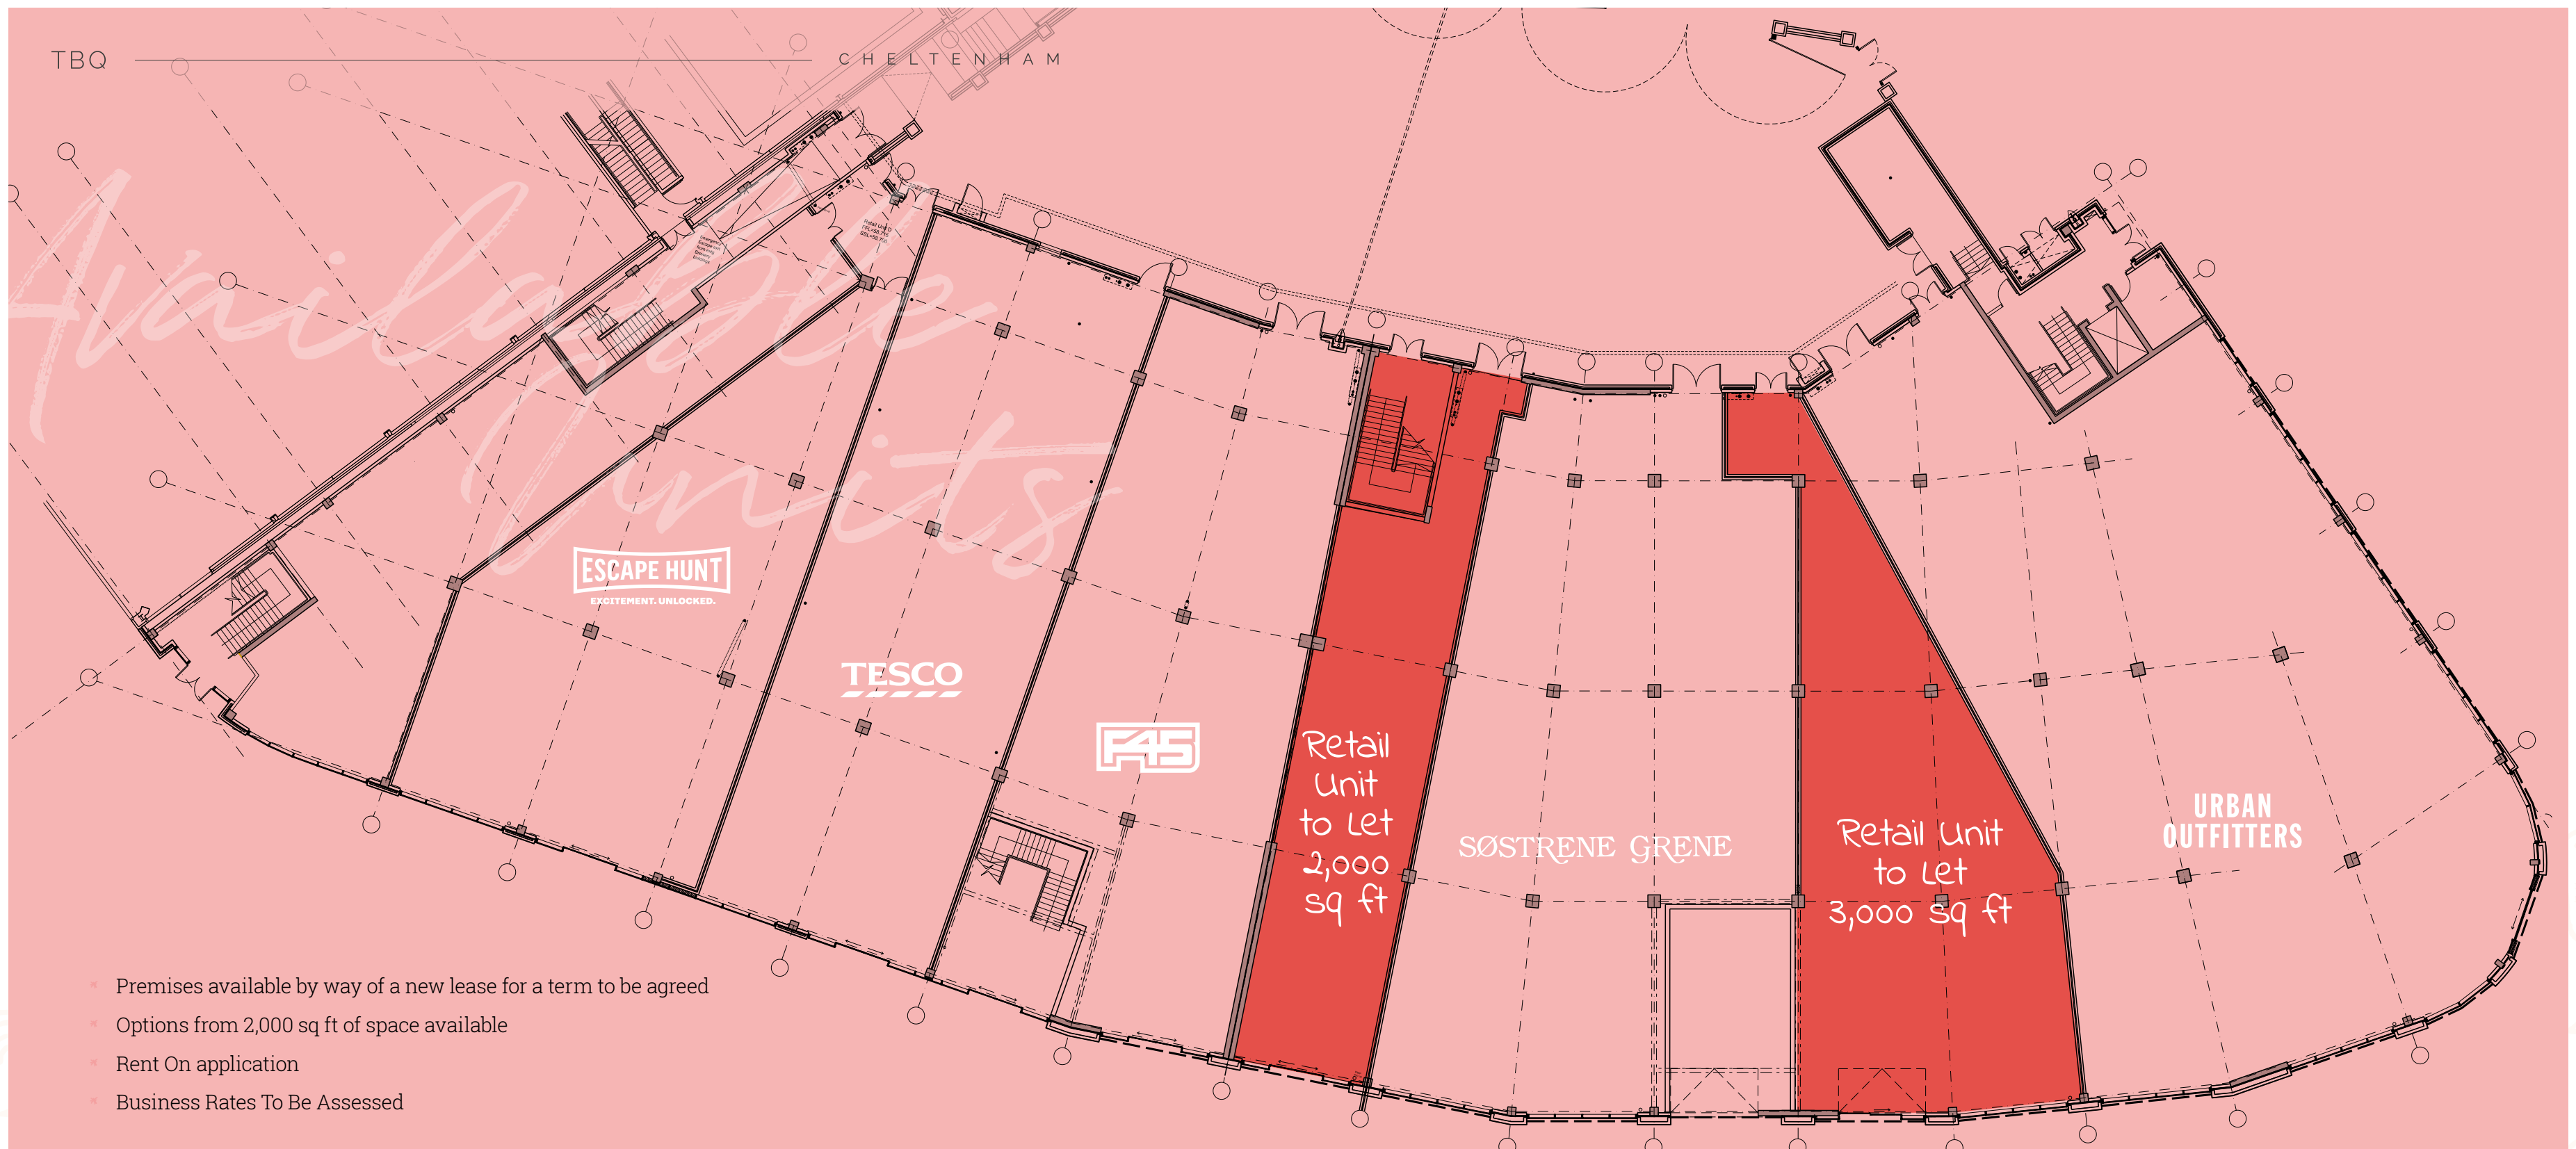 TBQ
CHELTENHAM
Available
Units
ESCAPE HUNT
EXCITEMENT. UNLOCKED.
TESCO
F45
Retail
Unit
to Let
2,000
sq ft
SØSTRENE GRENE
Retail Unit
to Let
3,000 sq ft
URBAN
OUTFITTERS
Premises available by way of a new lease for a term to be agreed
Options from 2,000 sq ft of space available
Rent On application
Business Rates To Be Assessed